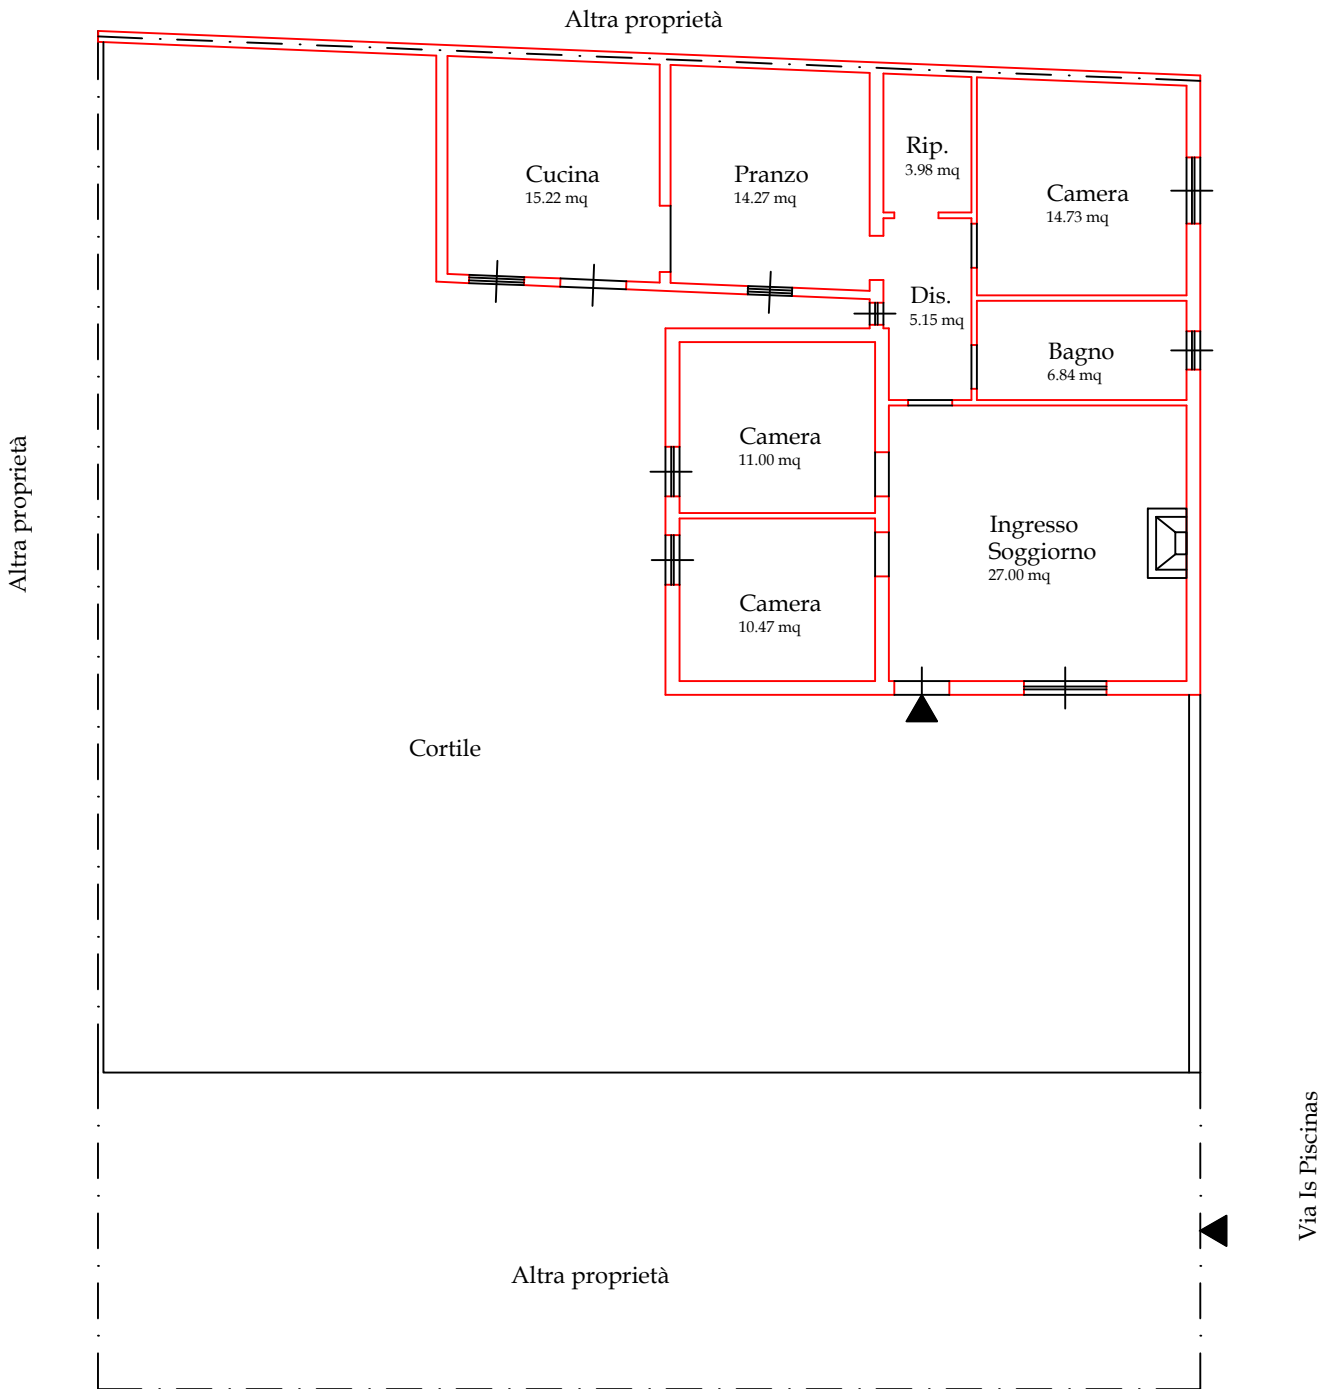 Altra proprietà
Cucina
15.22 mq
Pranzo
14.27 mq
Rip.
3.98 mq
Camera
14.73 mq
Dis.
5.15 mq
Bagno
6.84 mq
Camera
11.00 mq
Altra proprietà
Ingresso
Soggiorno
27.00 mq
Camera
10.47 mq
Cortile
Via Is Piscinas
Altra proprietà